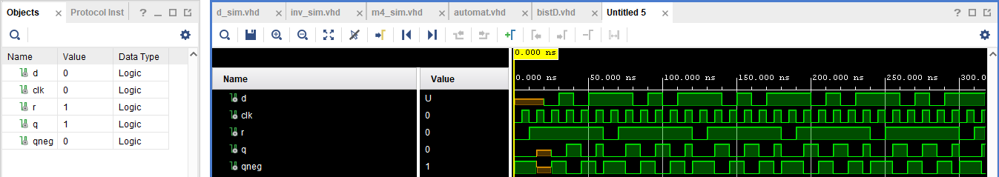 Objects
Protocol Inst
? _ □
d_sim.vhd
inv_sim.vhd
m4_sim.vhd
automat.vhd
bistD.vhd
Untitled 5
?
Name Value Data Type
d 0 Logic
clk 0 Logic
r 1 Logic
q 1 Logic
qneg 0 Logic
0.000 ns
Name Value
0.000 ns 50.000 ns 100.000 ns 150.000 ns 200.000 ns 250.000 ns 300.0
d U
clk 0
r 0
q 0
qneg 1